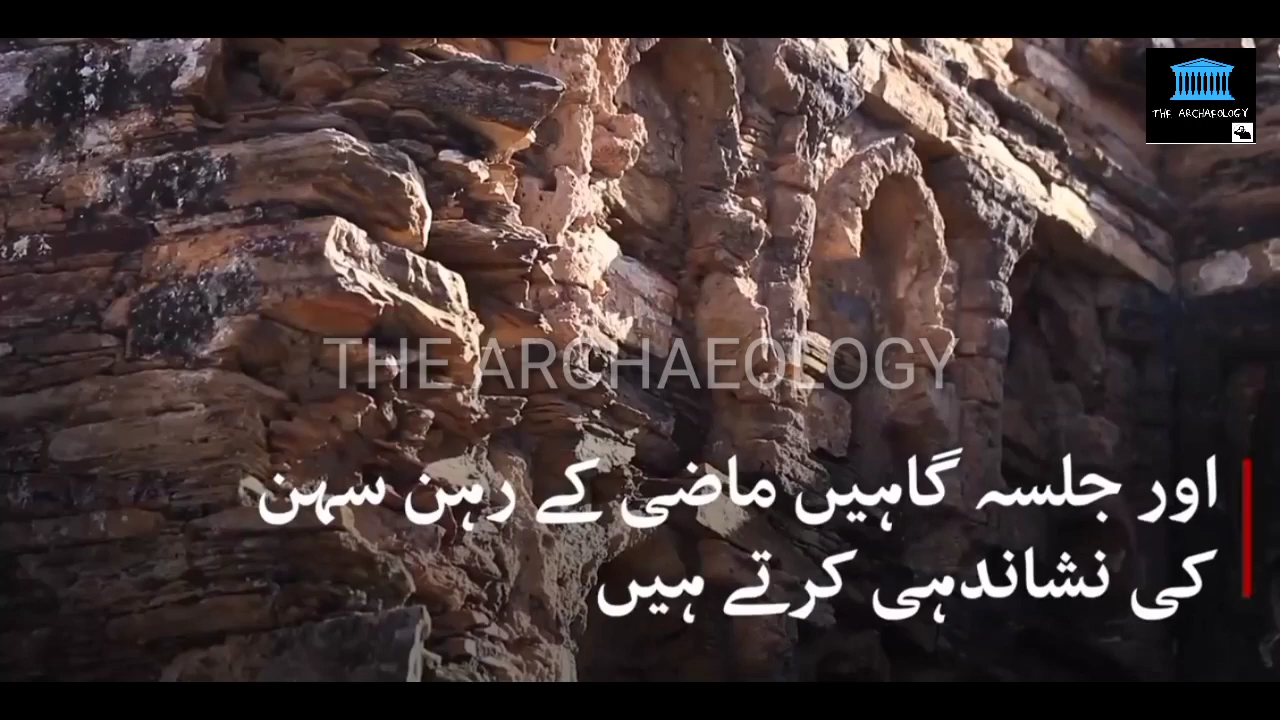 THE ARCHAEOLOGY
THE ARCHAEOLOGY
اور جلسہ گاہیں ماضی کے رہن سہن
کی نشاندہی کرتے ہیں